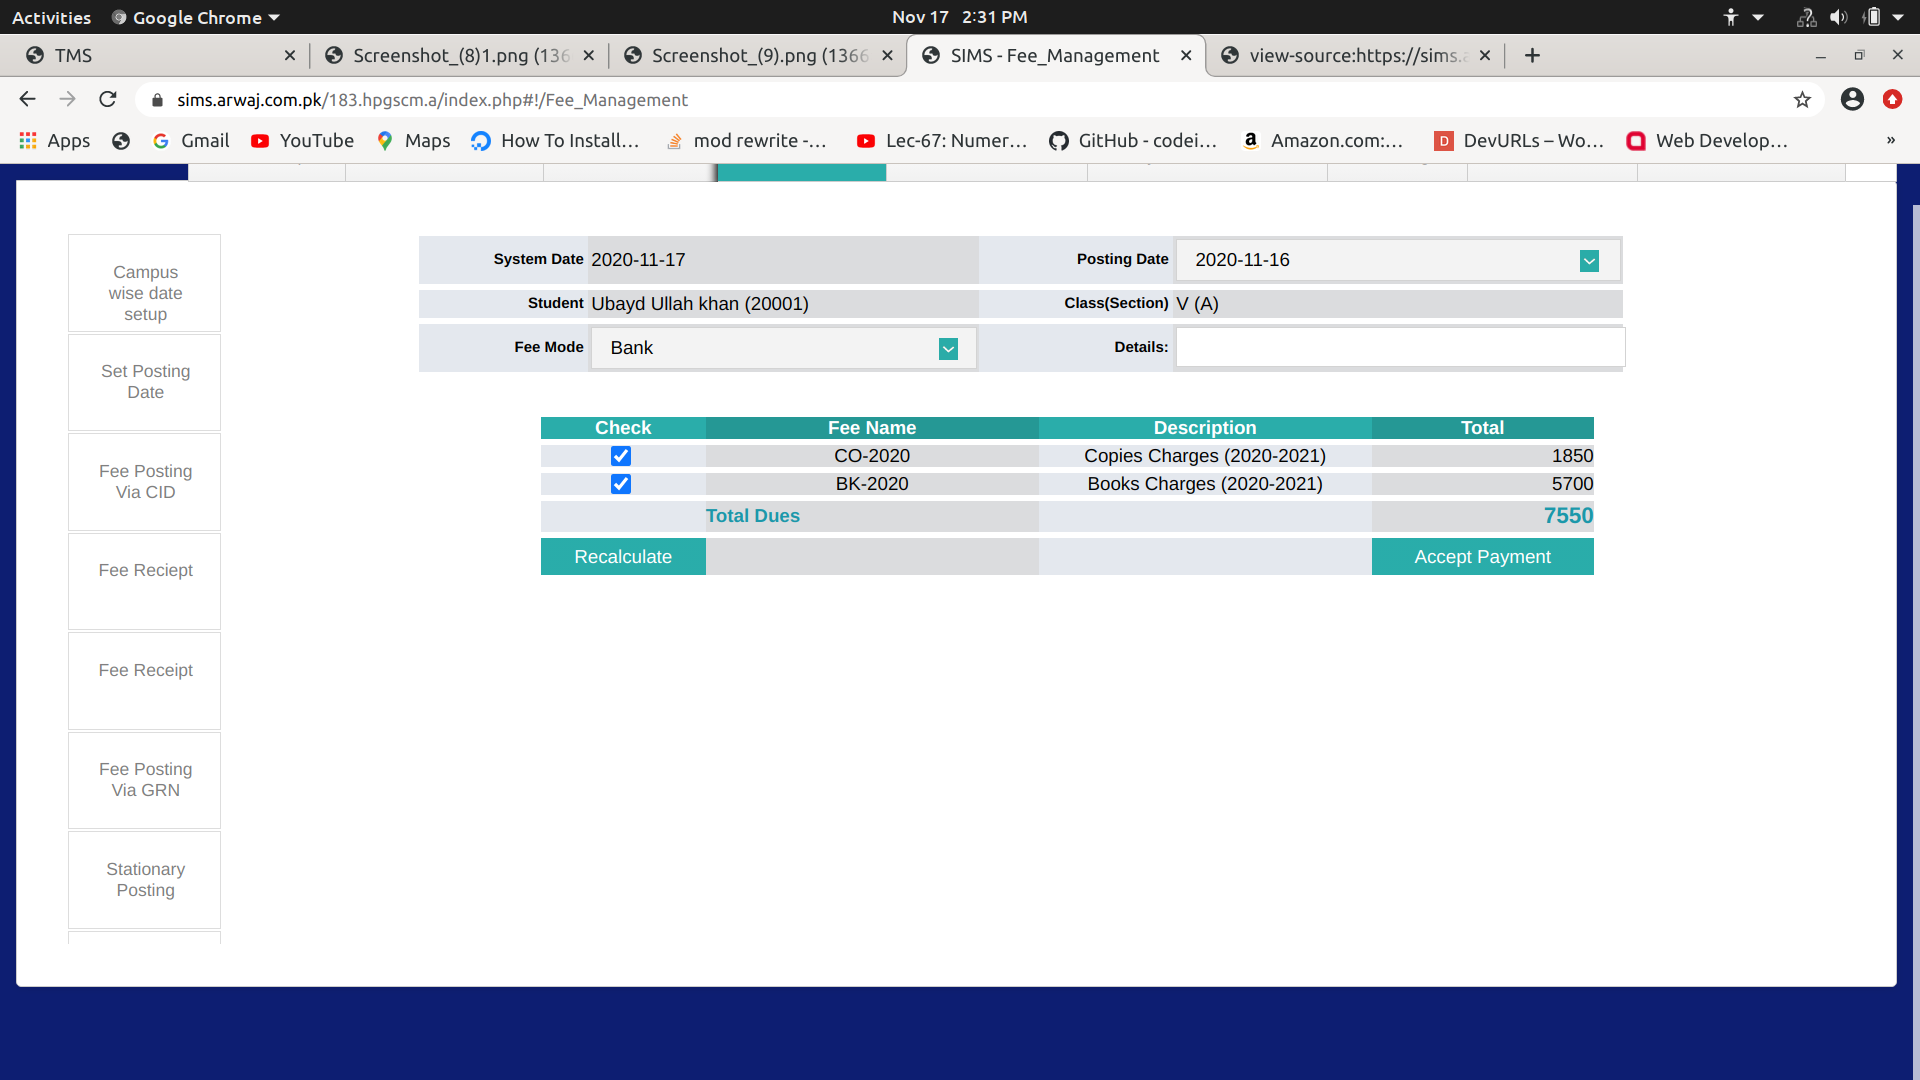 Activities Google Chrome Nov 17 2:31 PM
TMS Screenshot_(8)1.png (136 Screenshot_(9).png (1366 SIMS - Fee_Management view-source:https://sims.a
sims.arwaj.com.pk/183.hpgscm.a/index.php#!/Fee_Management
Apps Gmail YouTube Maps How To Install... mod rewrite -... Lec-67: Numer... GitHub - codei... Amazon.com:... DevURLs – Wo... Web Develop... »
Campus
wise date
setup
Set Posting
Date
Fee Posting
Via CID
Fee Reciept
Fee Receipt
Fee Posting
Via GRN
Stationary
Posting
System Date 2020-11-17 Posting Date 2020-11-16
Student Ubayd Ullah khan (20001) Class(Section) V (A)
Fee Mode Bank Details:
Check Fee Name Description Total
CO-2020 Copies Charges (2020-2021) 1850
BK-2020 Books Charges (2020-2021) 5700
Total Dues 7550
Recalculate Accept Payment